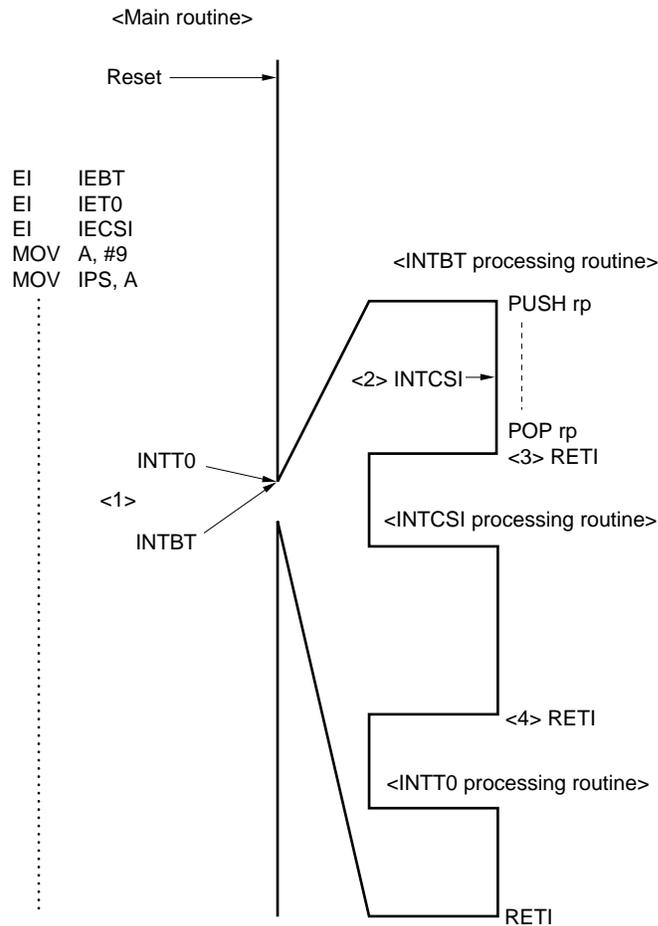 <Main routine>
Reset
EI IEBT
EI IET0
EI IECSI
MOV A, #9
MOV IPS, A
<INTBT processing routine>
PUSH rp
<2> INTCSI
POP rp
<3> RETI
INTT0
<1>
INTBT
<INTCSI processing routine>
<4> RETI
<INTT0 processing routine>
RETI